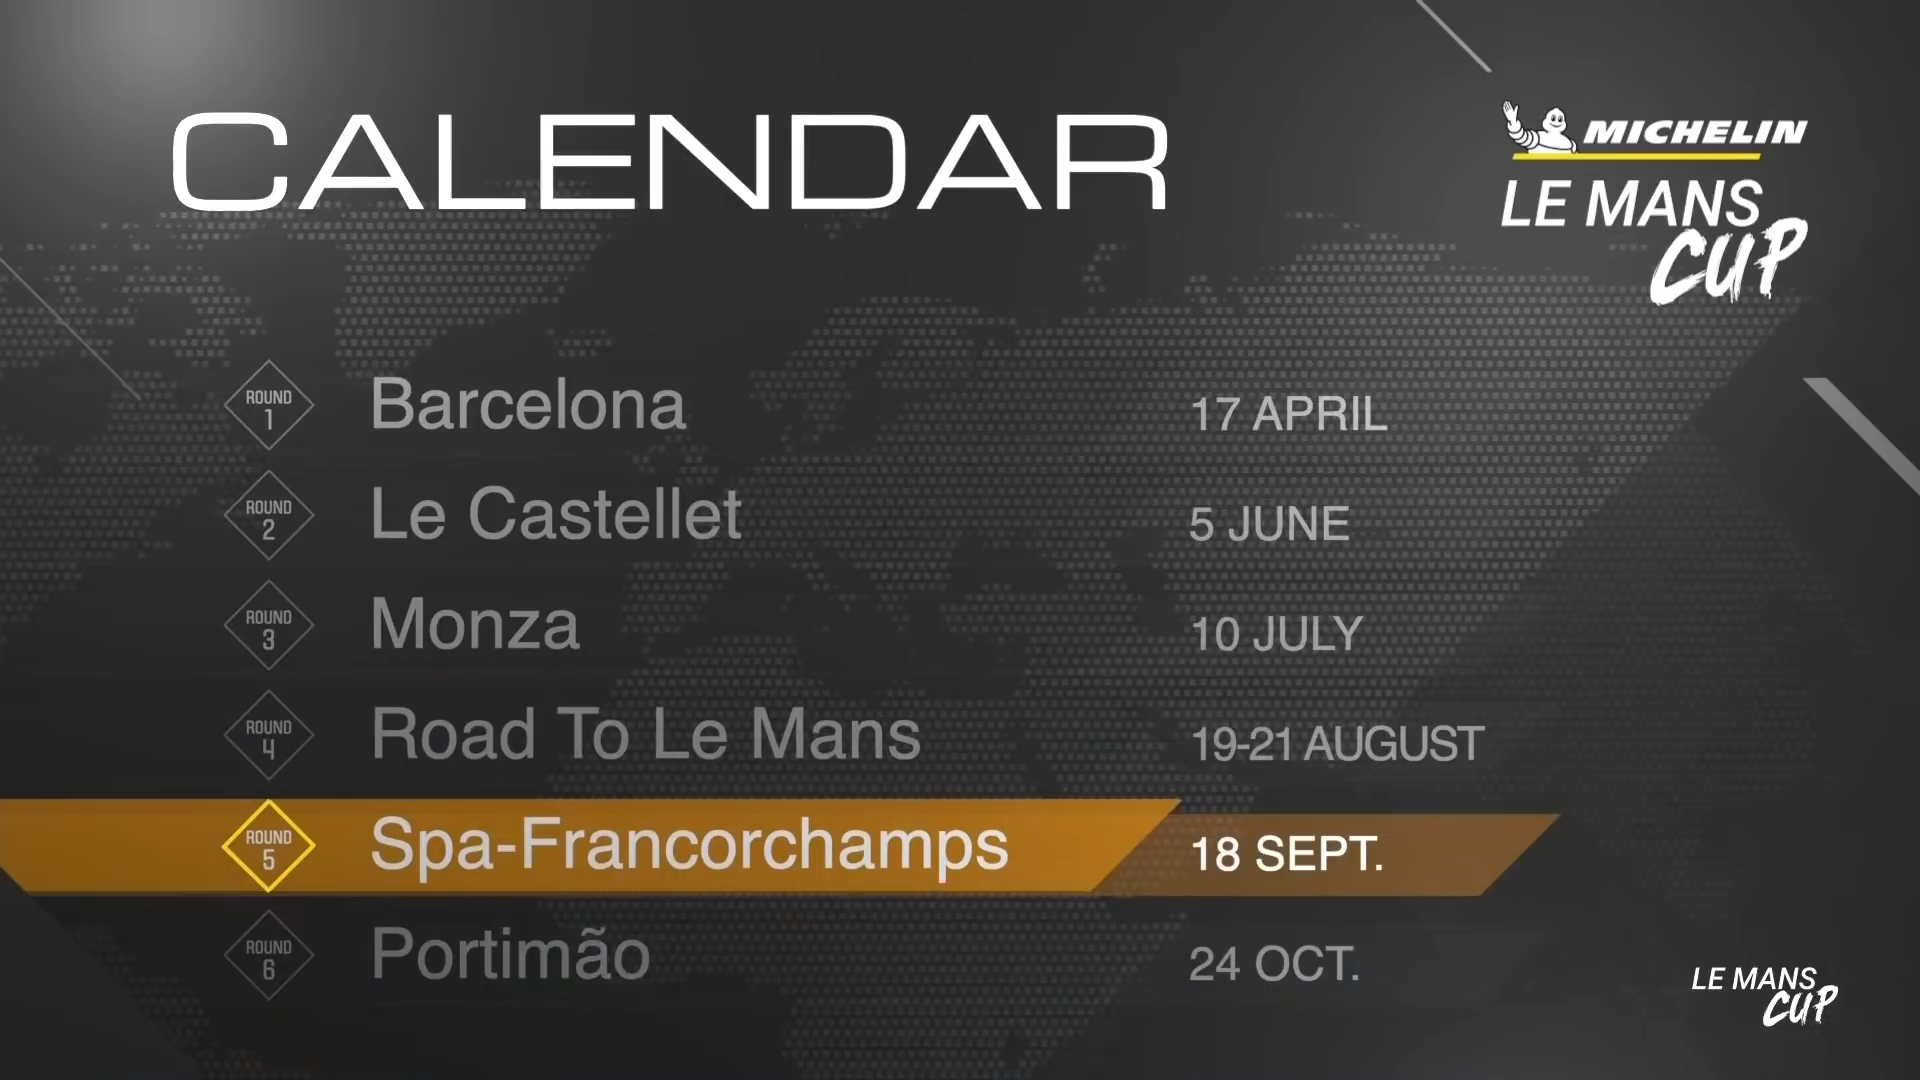 CALENDAR
MICHELIN
LE MANS
CUP
ROUND 1 Barcelona 17 APRIL
ROUND 2 Le Castellet 5 JUNE
ROUND 3 Monza 10 JULY
ROUND 4 Road To Le Mans 19-21 AUGUST
ROUND 5 Spa-Francorchamps 18 SEPT.
ROUND 6 Portimão 24 OCT.
LE MANS
CUP